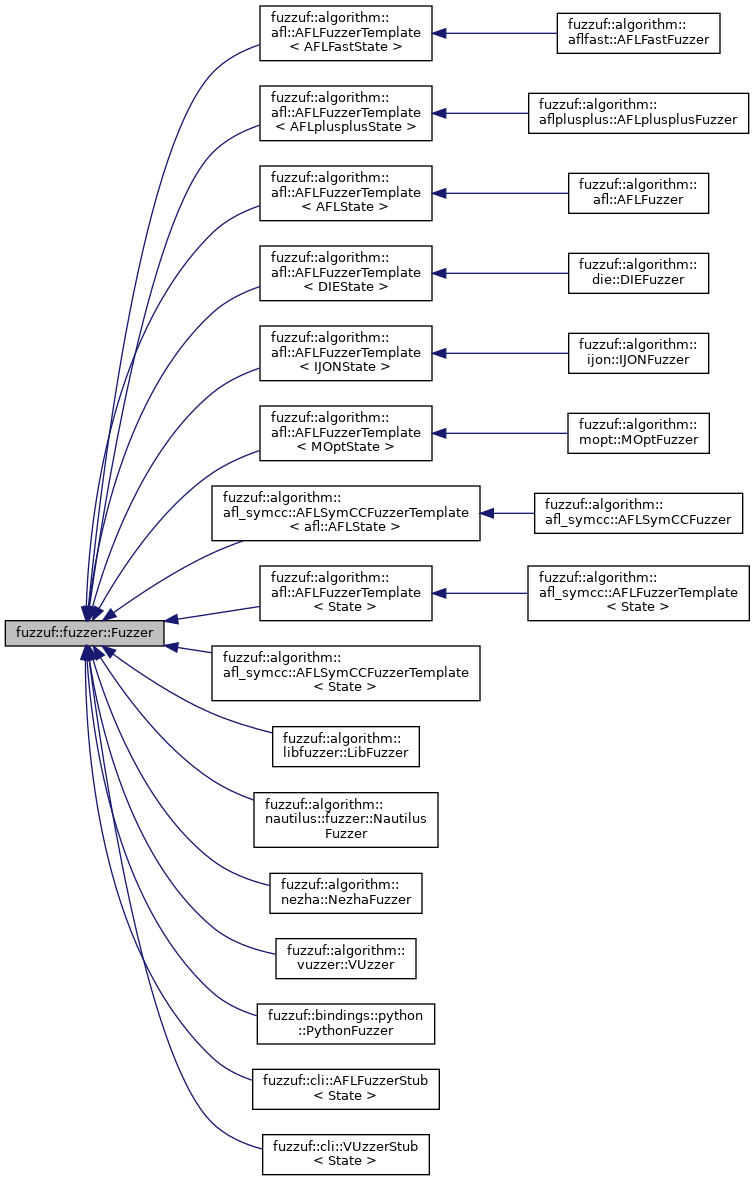 fuzzuf::algorithm::
afl::AFLFuzzerTemplate
< AFLFastState >
fuzzuf::algorithm::
aflfast::AFLFastFuzzer
fuzzuf::algorithm::
afl::AFLFuzzerTemplate
< AFLplusplusState >
fuzzuf::algorithm::
aflplusplus::AFLplusplusFuzzer
fuzzuf::algorithm::
afl::AFLFuzzerTemplate
< AFLState >
fuzzuf::algorithm::
afl::AFLFuzzer
fuzzuf::algorithm::
afl::AFLFuzzerTemplate
< DIEState >
fuzzuf::algorithm::
die::DIEFuzzer
fuzzuf::algorithm::
afl::AFLFuzzerTemplate
< IJONState >
fuzzuf::algorithm::
ijon::IJONFuzzer
fuzzuf::algorithm::
afl::AFLFuzzerTemplate
< MOptState >
fuzzuf::algorithm::
mopt::MOptFuzzer
fuzzuf::algorithm::
afl_symcc::AFLSymCCFuzzerTemplate
< afl::AFLState >
fuzzuf::algorithm::
afl_symcc::AFLSymCCFuzzer
fuzzuf::algorithm::
afl::AFLFuzzerTemplate
< State >
fuzzuf::algorithm::
afl_symcc::AFLFuzzerTemplate
< State >
fuzzuf::fuzzer::Fuzzer
fuzzuf::algorithm::
afl_symcc::AFLSymCCFuzzerTemplate
< State >
fuzzuf::algorithm::
libfuzzer::LibFuzzer
fuzzuf::algorithm::
nautilus::fuzzer::Nautilus
Fuzzer
fuzzuf::algorithm::
nezha::NezhaFuzzer
fuzzuf::algorithm::
vuzzer::VUzzer
fuzzuf::bindings::python
::PythonFuzzer
fuzzuf::cli::AFLFuzzerStub
< State >
fuzzuf::cli::VUzzerStub
< State >